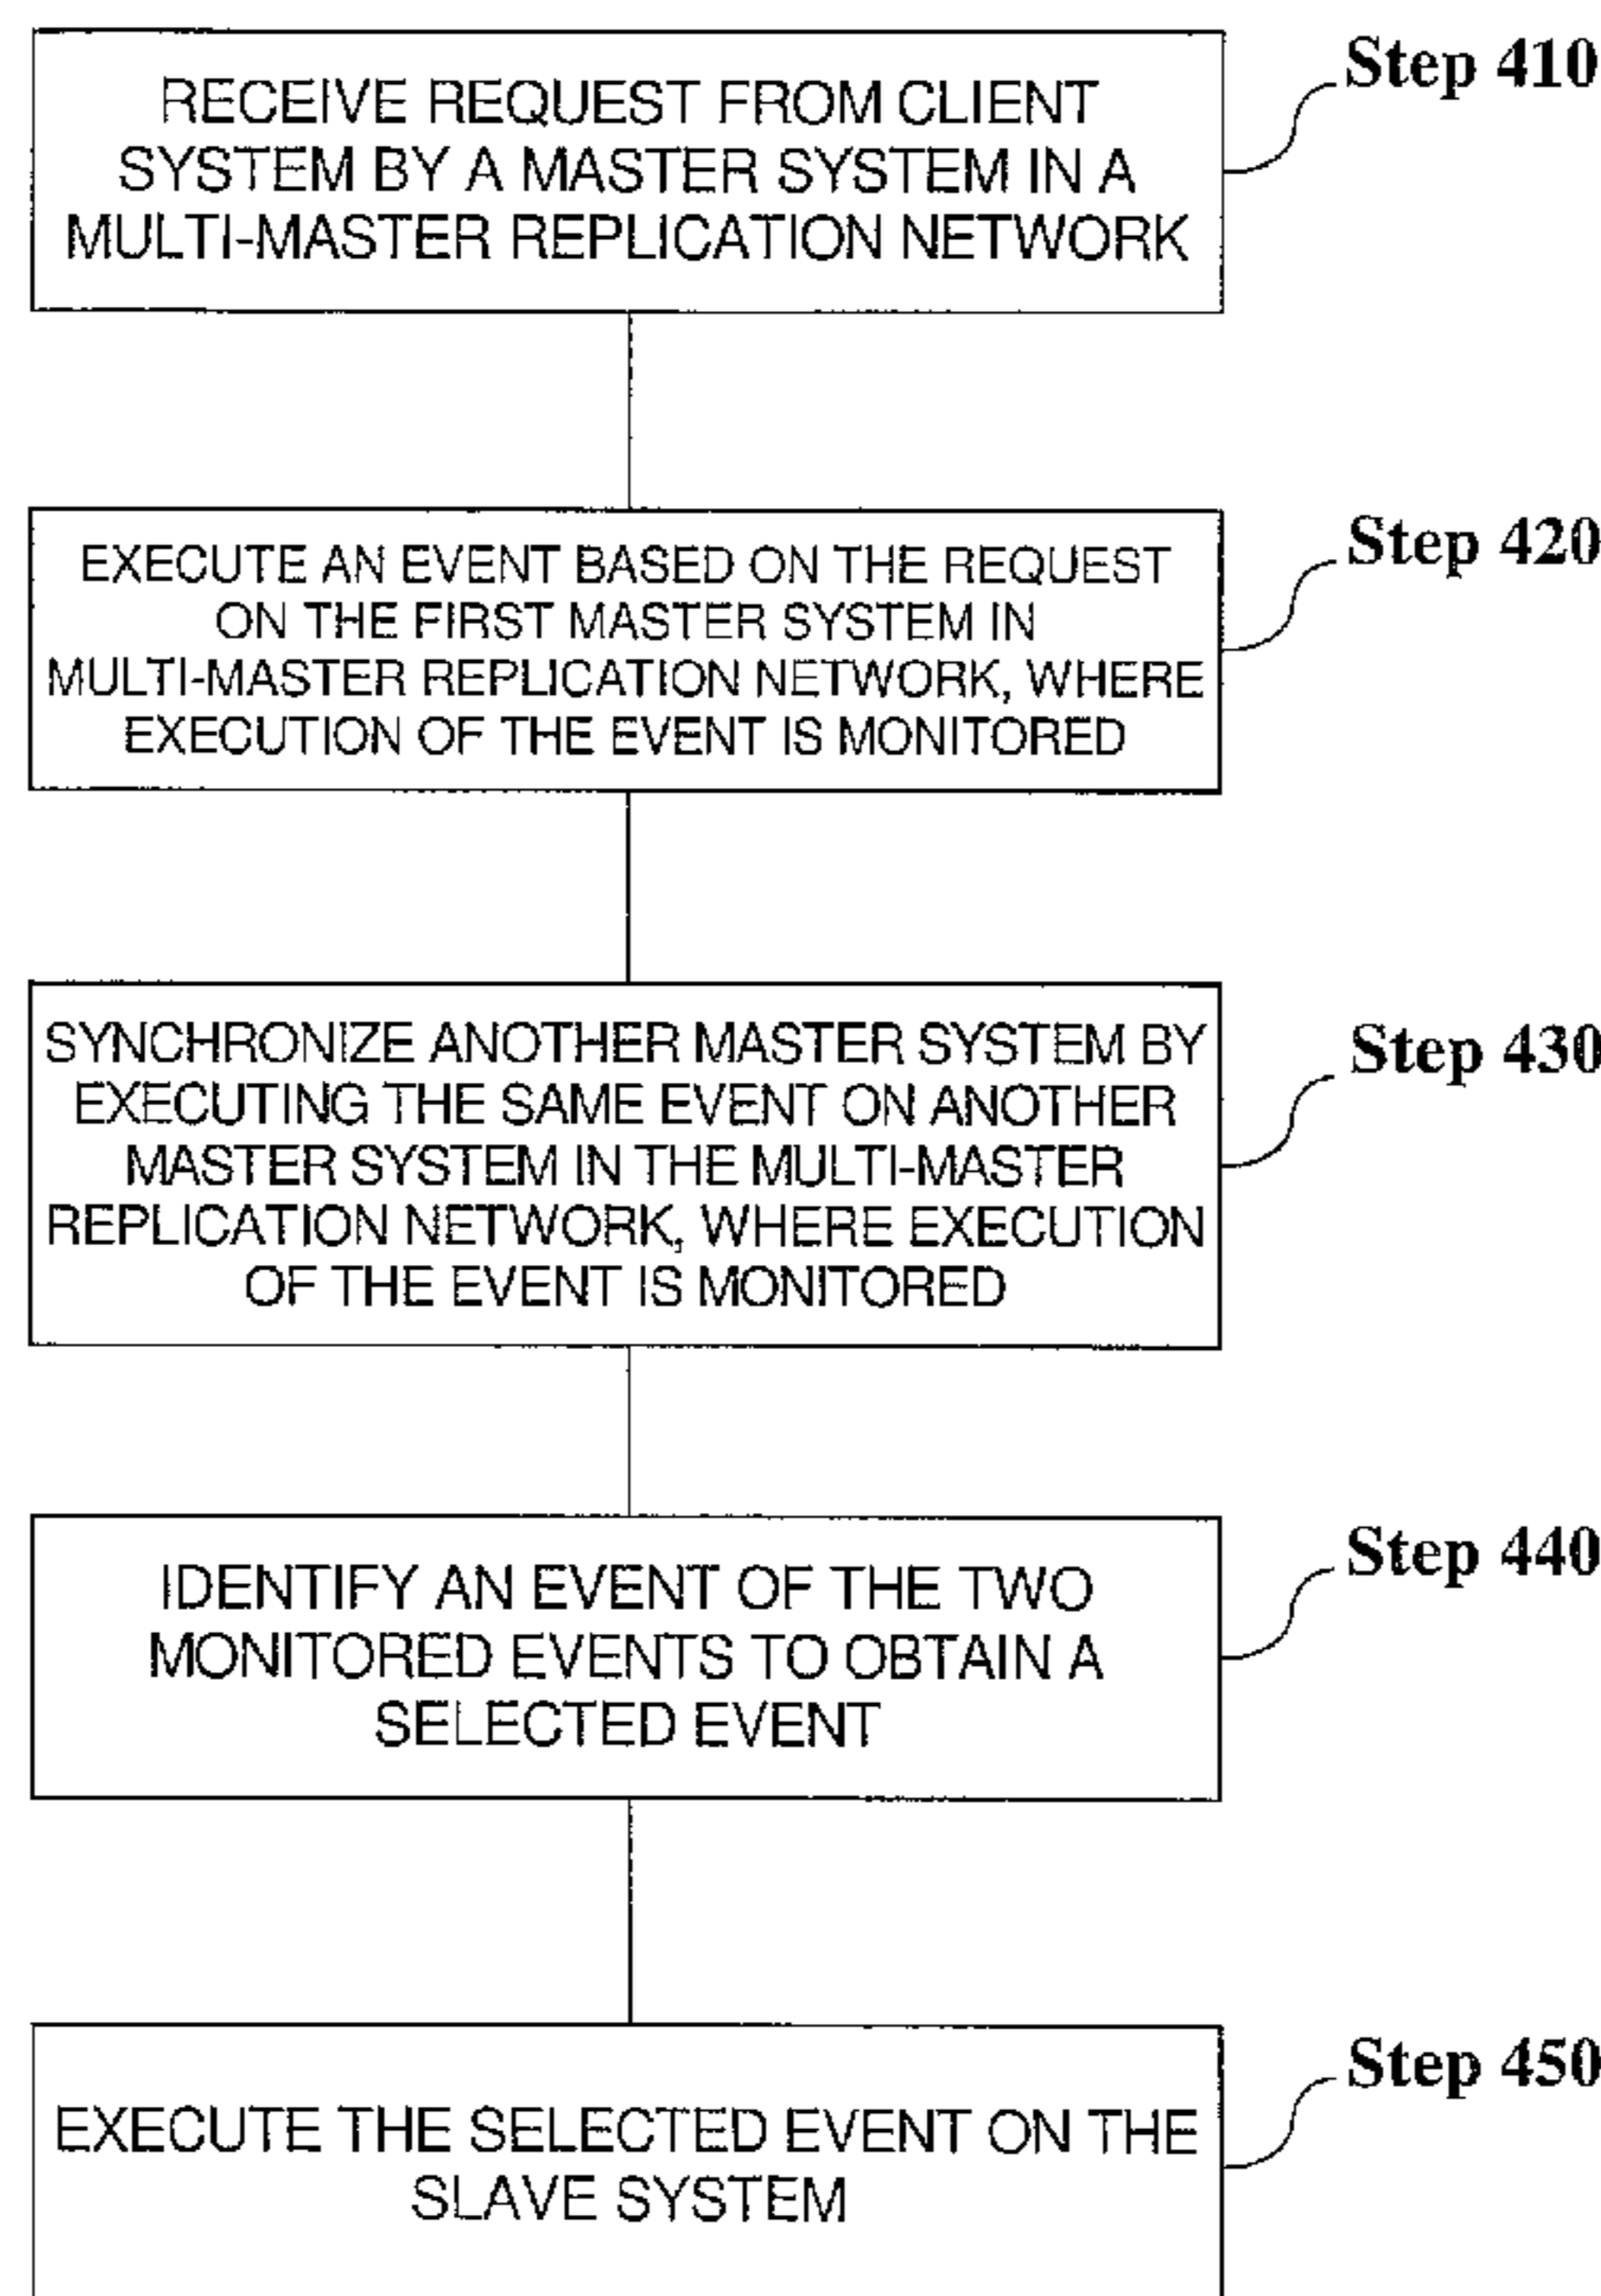 Step 410
RECEIVE REQUEST FROM CLIENT
SYSTEM BY A MASTER SYSTEM IN A
MULTI-MASTER REPLICATION NETWORK
Step 420
EXECUTE AN EVENT BASED ON THE REQUEST
ON THE FIRST MASTER SYSTEM IN
MULTI-MASTER REPLICATION NETWORK, WHERE
EXECUTION OF THE EVENT IS MONITORED
Step 430
SYNCHRONIZE ANOTHER MASTER SYSTEM BY
EXECUTING THE SAME EVENT ON ANOTHER
MASTER SYSTEM IN THE MULTI-MASTER
REPLICATION NETWORK, WHERE EXECUTION
OF THE EVENT IS MONITORED
Step 440
IDENTIFY AN EVENT OF THE TWO
MONITORED EVENTS TO OBTAIN A
SELECTED EVENT
Step 450
EXECUTE THE SELECTED EVENT ON THE
SLAVE SYSTEM